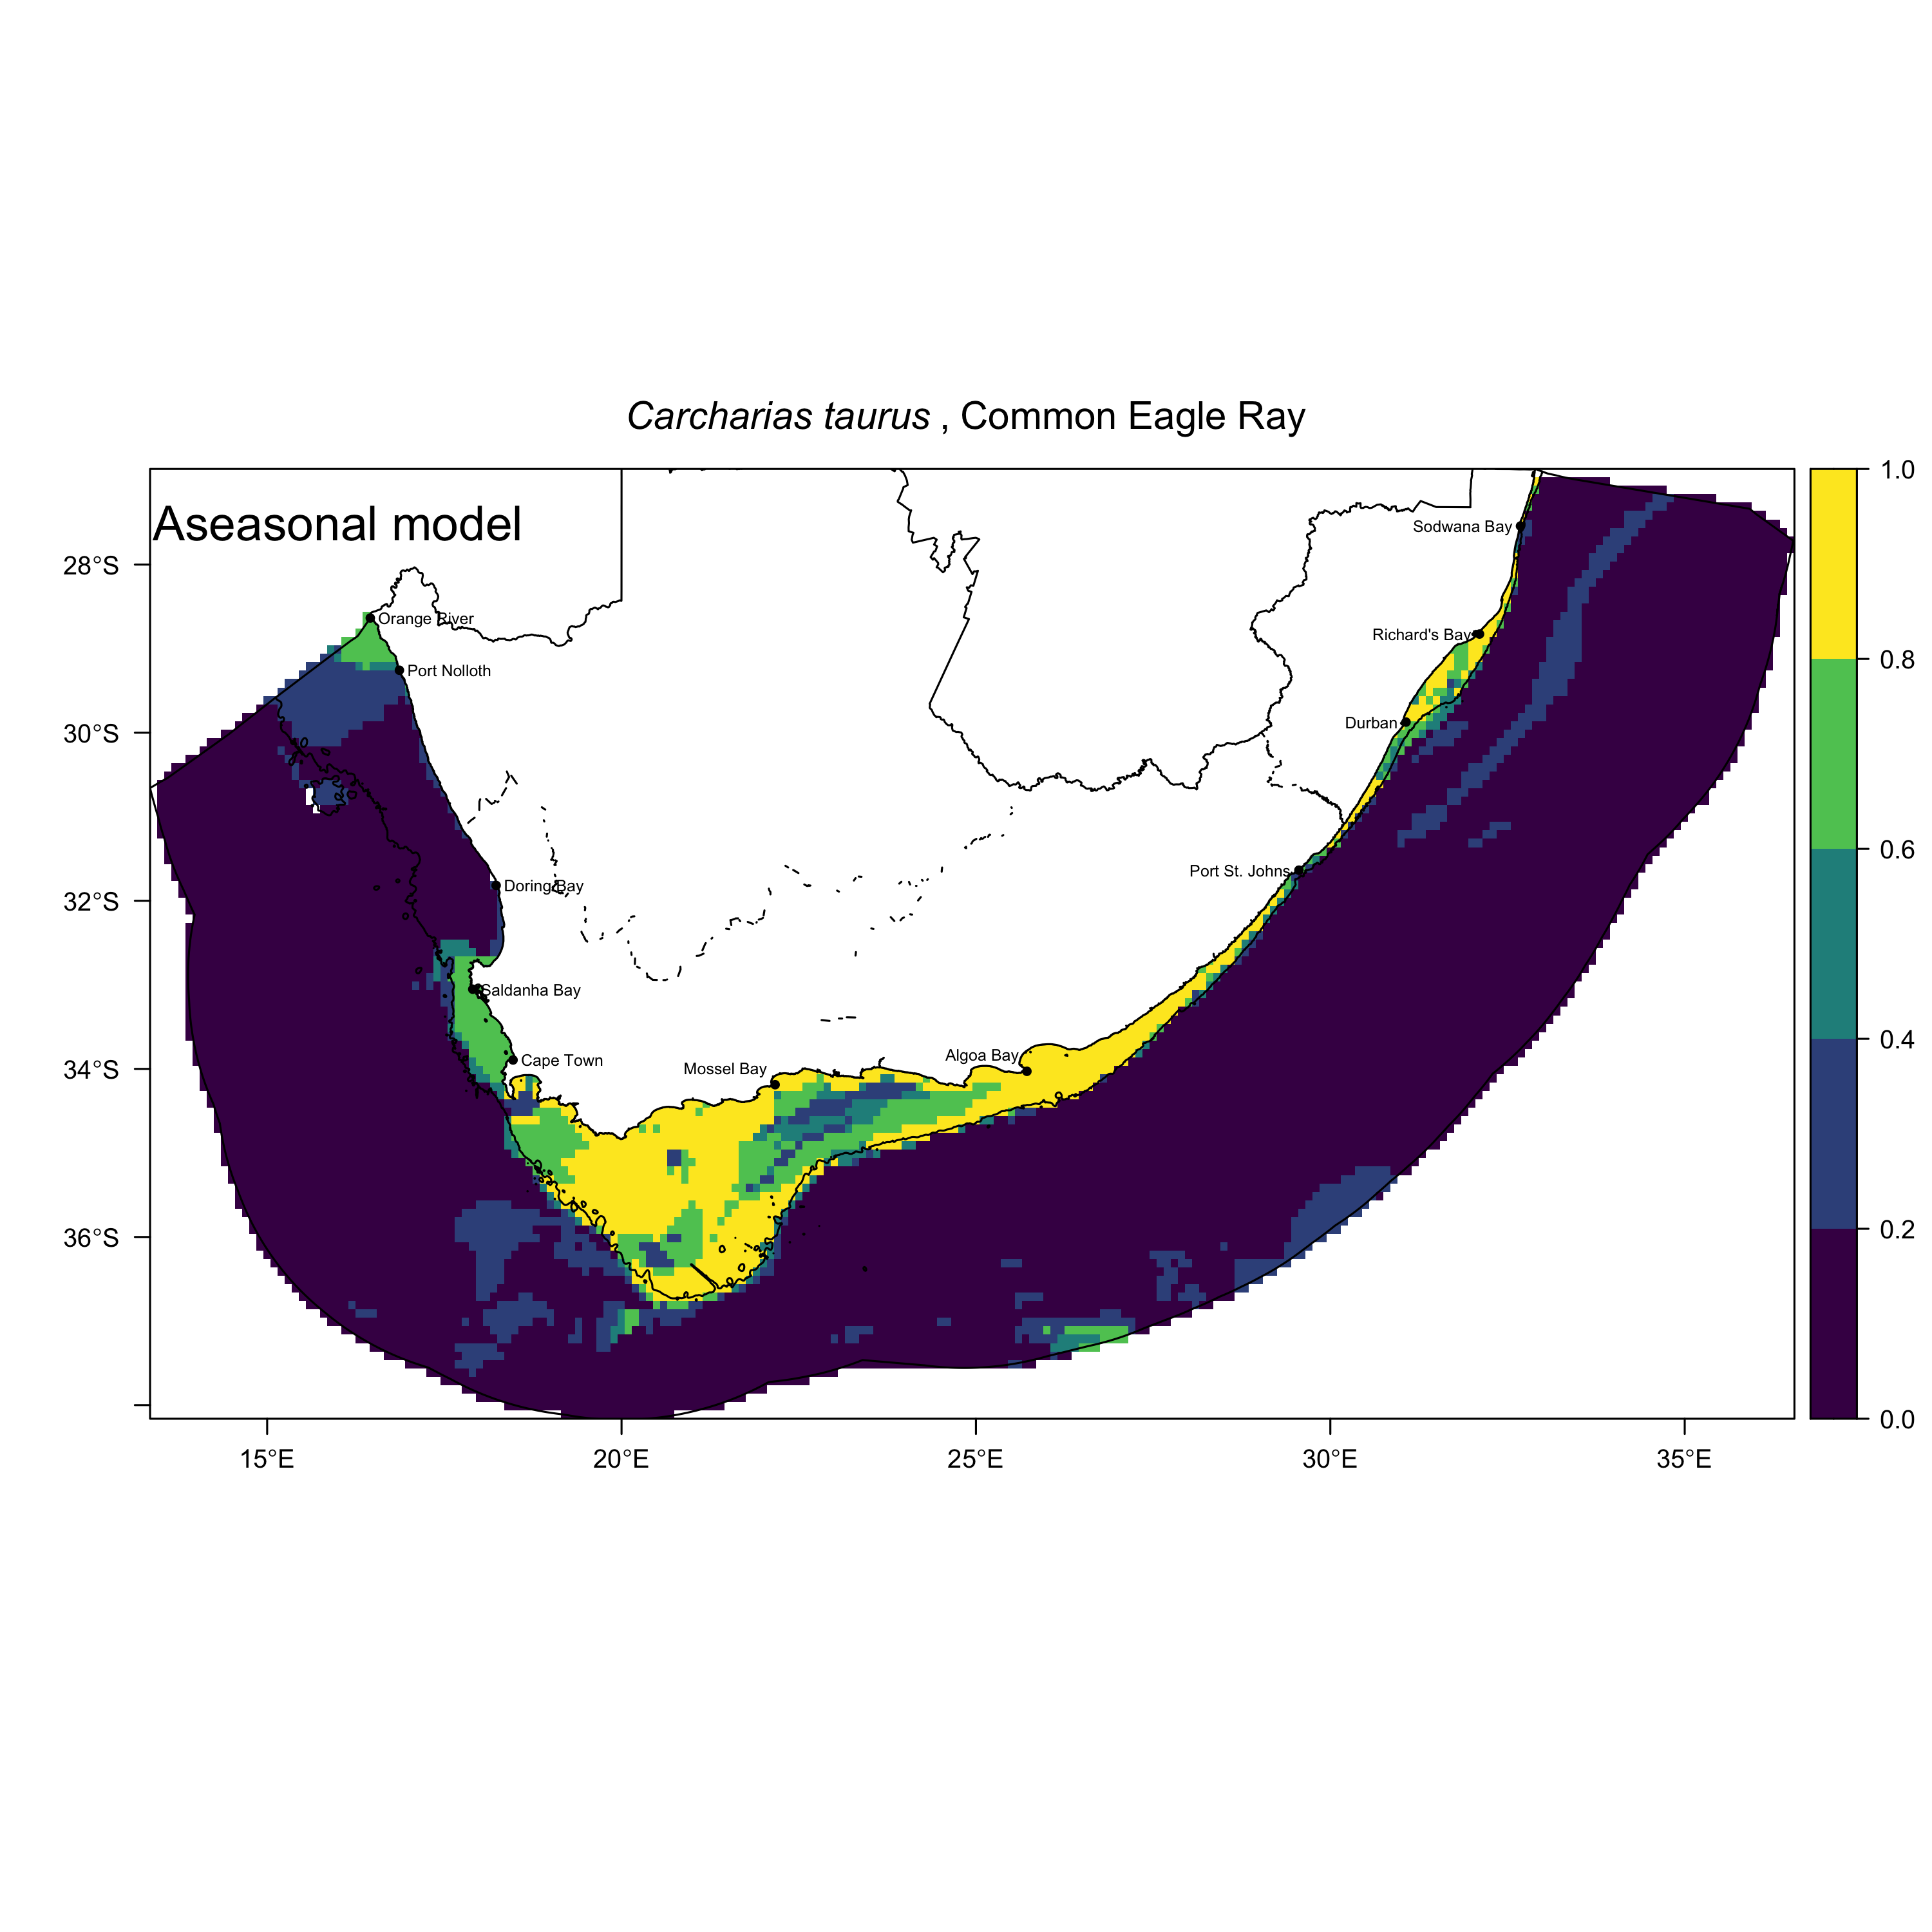 Carcharias taurus , Common Eagle Ray
Aseasonal model
Sodwana Bay
Richard's Bay
Durban
Port St. Johns
Orange River
Port Nolloth
Doring Bay
Saldanha Bay
Cape Town
Mossel Bay
Algoa Bay
28°S
30°S
32°S
34°S
36°S
15°E
20°E
25°E
30°E
35°E
1.0
0.8
0.6
0.4
0.2
0.0